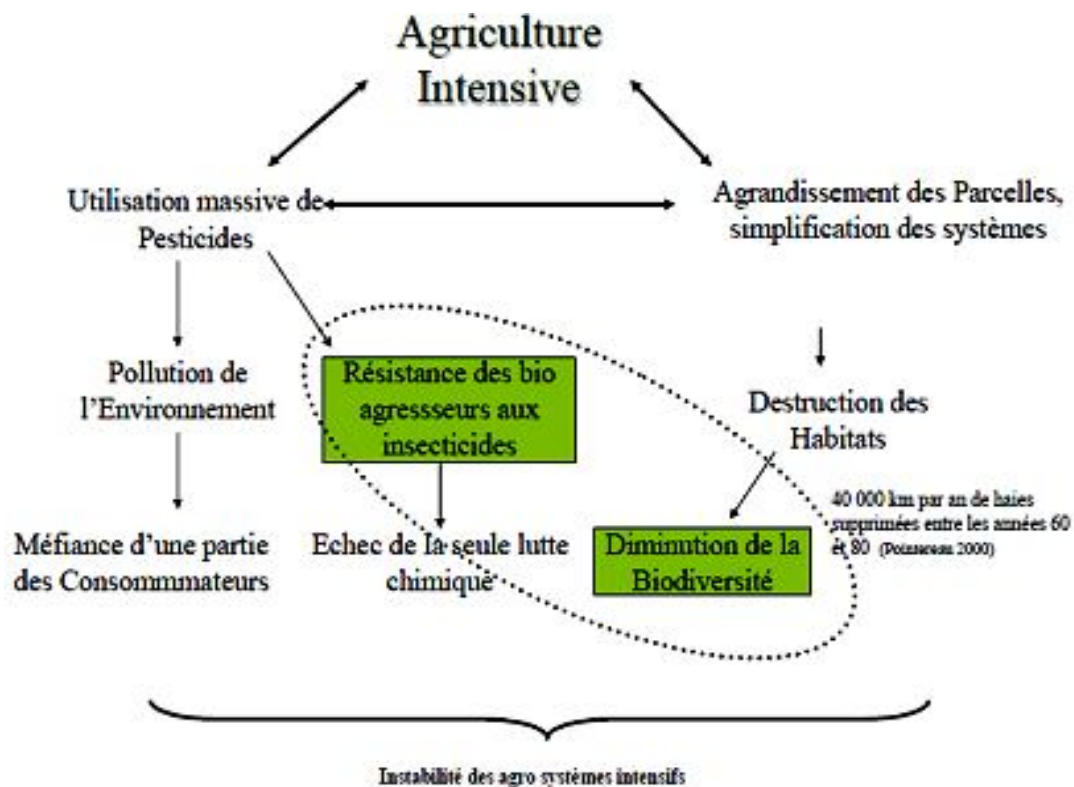 Agriculture
Intensive
Utilisation massive de
Pesticides
Agrandissement des Parcelles,
simplification des systèmes
Pollution de
l'Environnement
Résistance des bio
agressseurs aux
insecticides
Destruction des
Habitats
40 000 km par an de haies
supprimées entre les années 60
et 80 (Pointereau 2000)
Méfiance d'une partie
des Consommmateurs
Echec de la seule lutte
chimique
Diminution de la
Biodiversité
Instabilité des agro systèmes intensifs